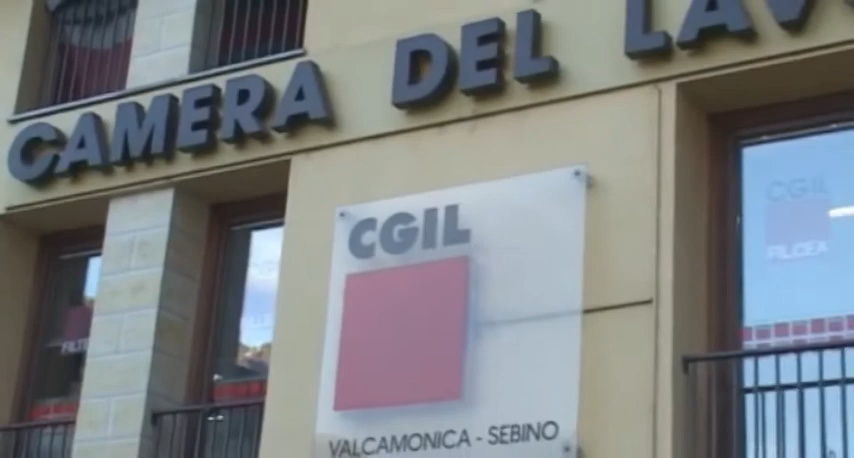 CAMERA DEL LAV
CGIL
VALCAMONICA - SEBINO
CGIL
FILCEA